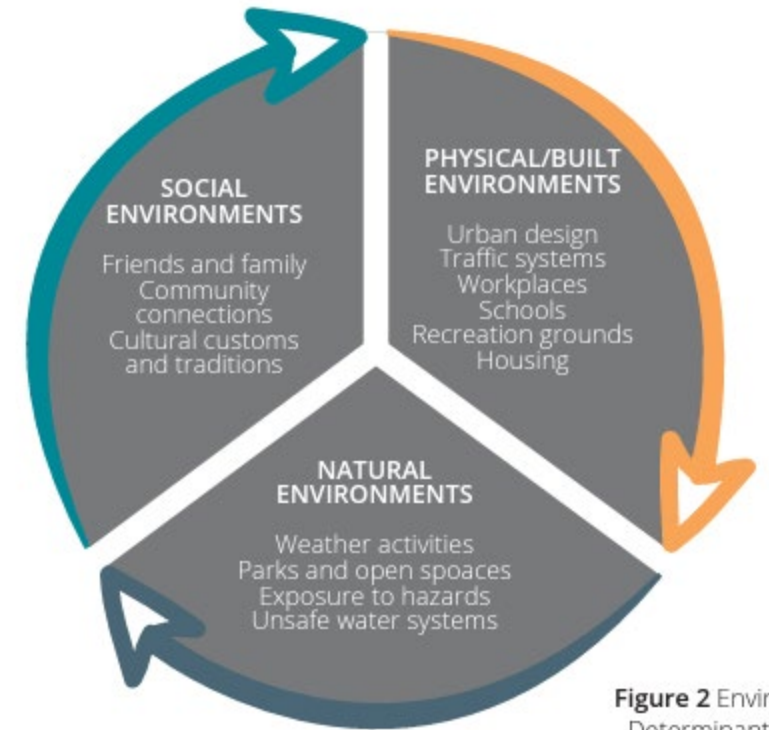 SOCIAL
ENVIRONMENTS
Friends and family
Community
connections
Cultural customs
and traditions
PHYSICAL/BUILT
ENVIRONMENTS
Urban design
Traffic systems
Workplaces
Schools
Recreation grounds
Housing
NATURAL
ENVIRONMENTS
Weather activities
Parks and open spoaces
Exposure to hazards
Unsafe water systems
Figure 2